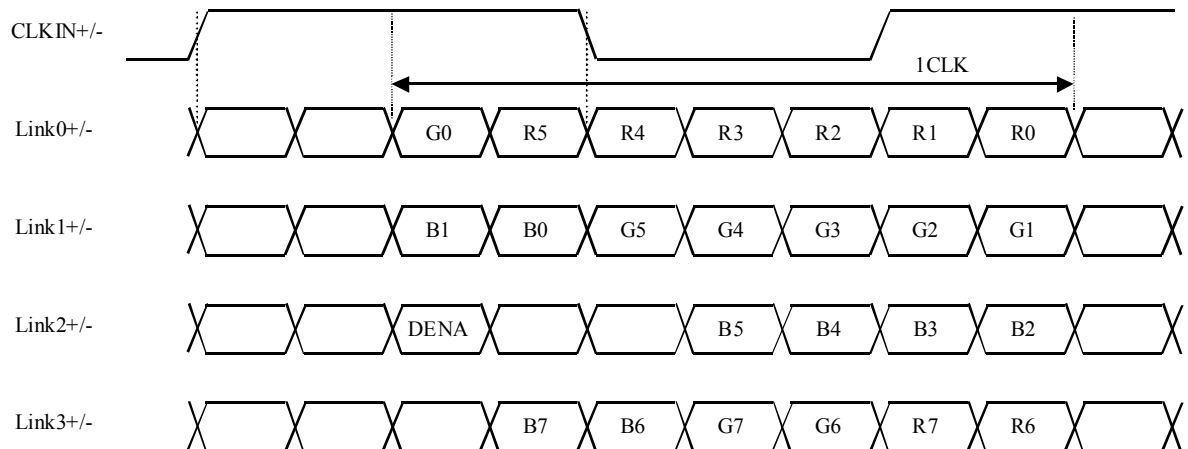 CLKIN+/-
1CLK
Link0+/- G0 R5 R4 R3 R2 R1 R0
Link1+/- B1 B0 G5 G4 G3 G2 G1
Link2+/- DENA B5 B4 B3 B2
Link3+/- B7 B6 G7 G6 R7 R6